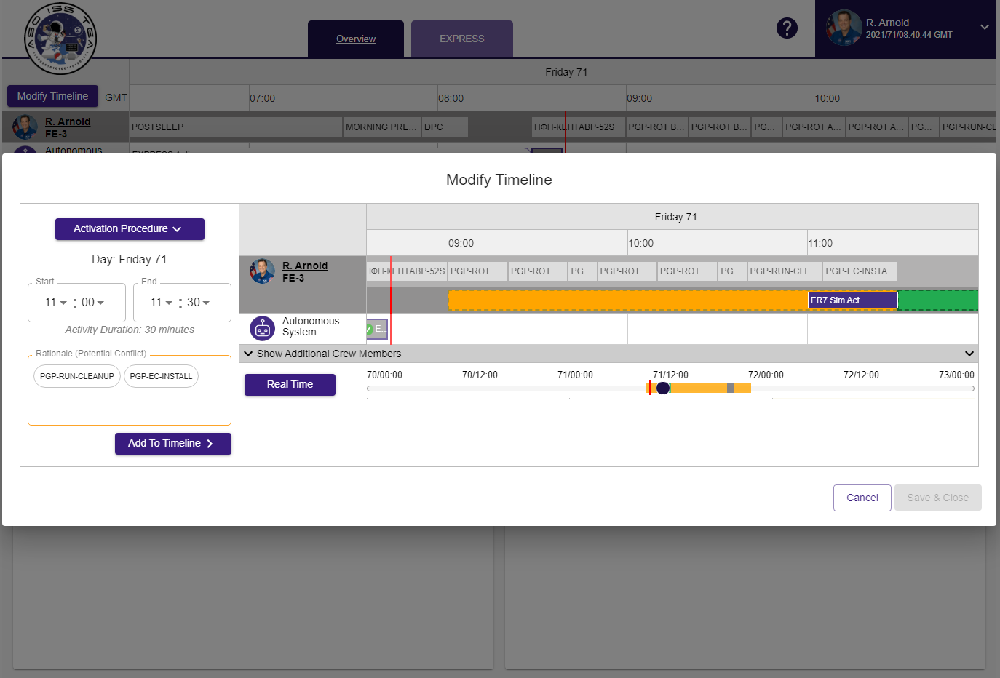 SO ISS TEA
Overview
EXPRESS
?
R. Arnold
2021/71/08:40:44 GMT
Friday 71
Modify Timeline
GMT
07:00
08:00
09:00
10:00
R. Arnold
FE-3
POSTSLEEP
MORNING PRE...
DPC
ПФП-КЕНТАВР-52S
PGP-ROT B...
PGP-ROT B...
PG...
PGP-ROT A...
PGP-ROT A...
PG...
PGP-RUN-CL
Autonomous
EXPRESS Active
Modify Timeline
Activation Procedure
Day: Friday 71
Start
11 : 00
End
11 : 30
Activity Duration: 30 minutes
Rationale (Potential Conflict)
PGP-RUN-CLEANUP
PGP-EC-INSTALL
Add To Timeline
Friday 71
09:00
10:00
11:00
R. Arnold
FE-3
ПФП-КЕНТАВР-52S
PGP-ROT ...
PGP-ROT ...
PG...
PGP-ROT ...
PGP-ROT ...
PG...
PGP-RUN-CLE...
PGP-EC-INSTA...
ER7 Sim Act
Autonomous
System
E...
Show Additional Crew Members
Real Time
70/00:00
70/12:00
71/00:00
71/12:00
72/00:00
72/12:00
73/00:00
Cancel
Save & Close